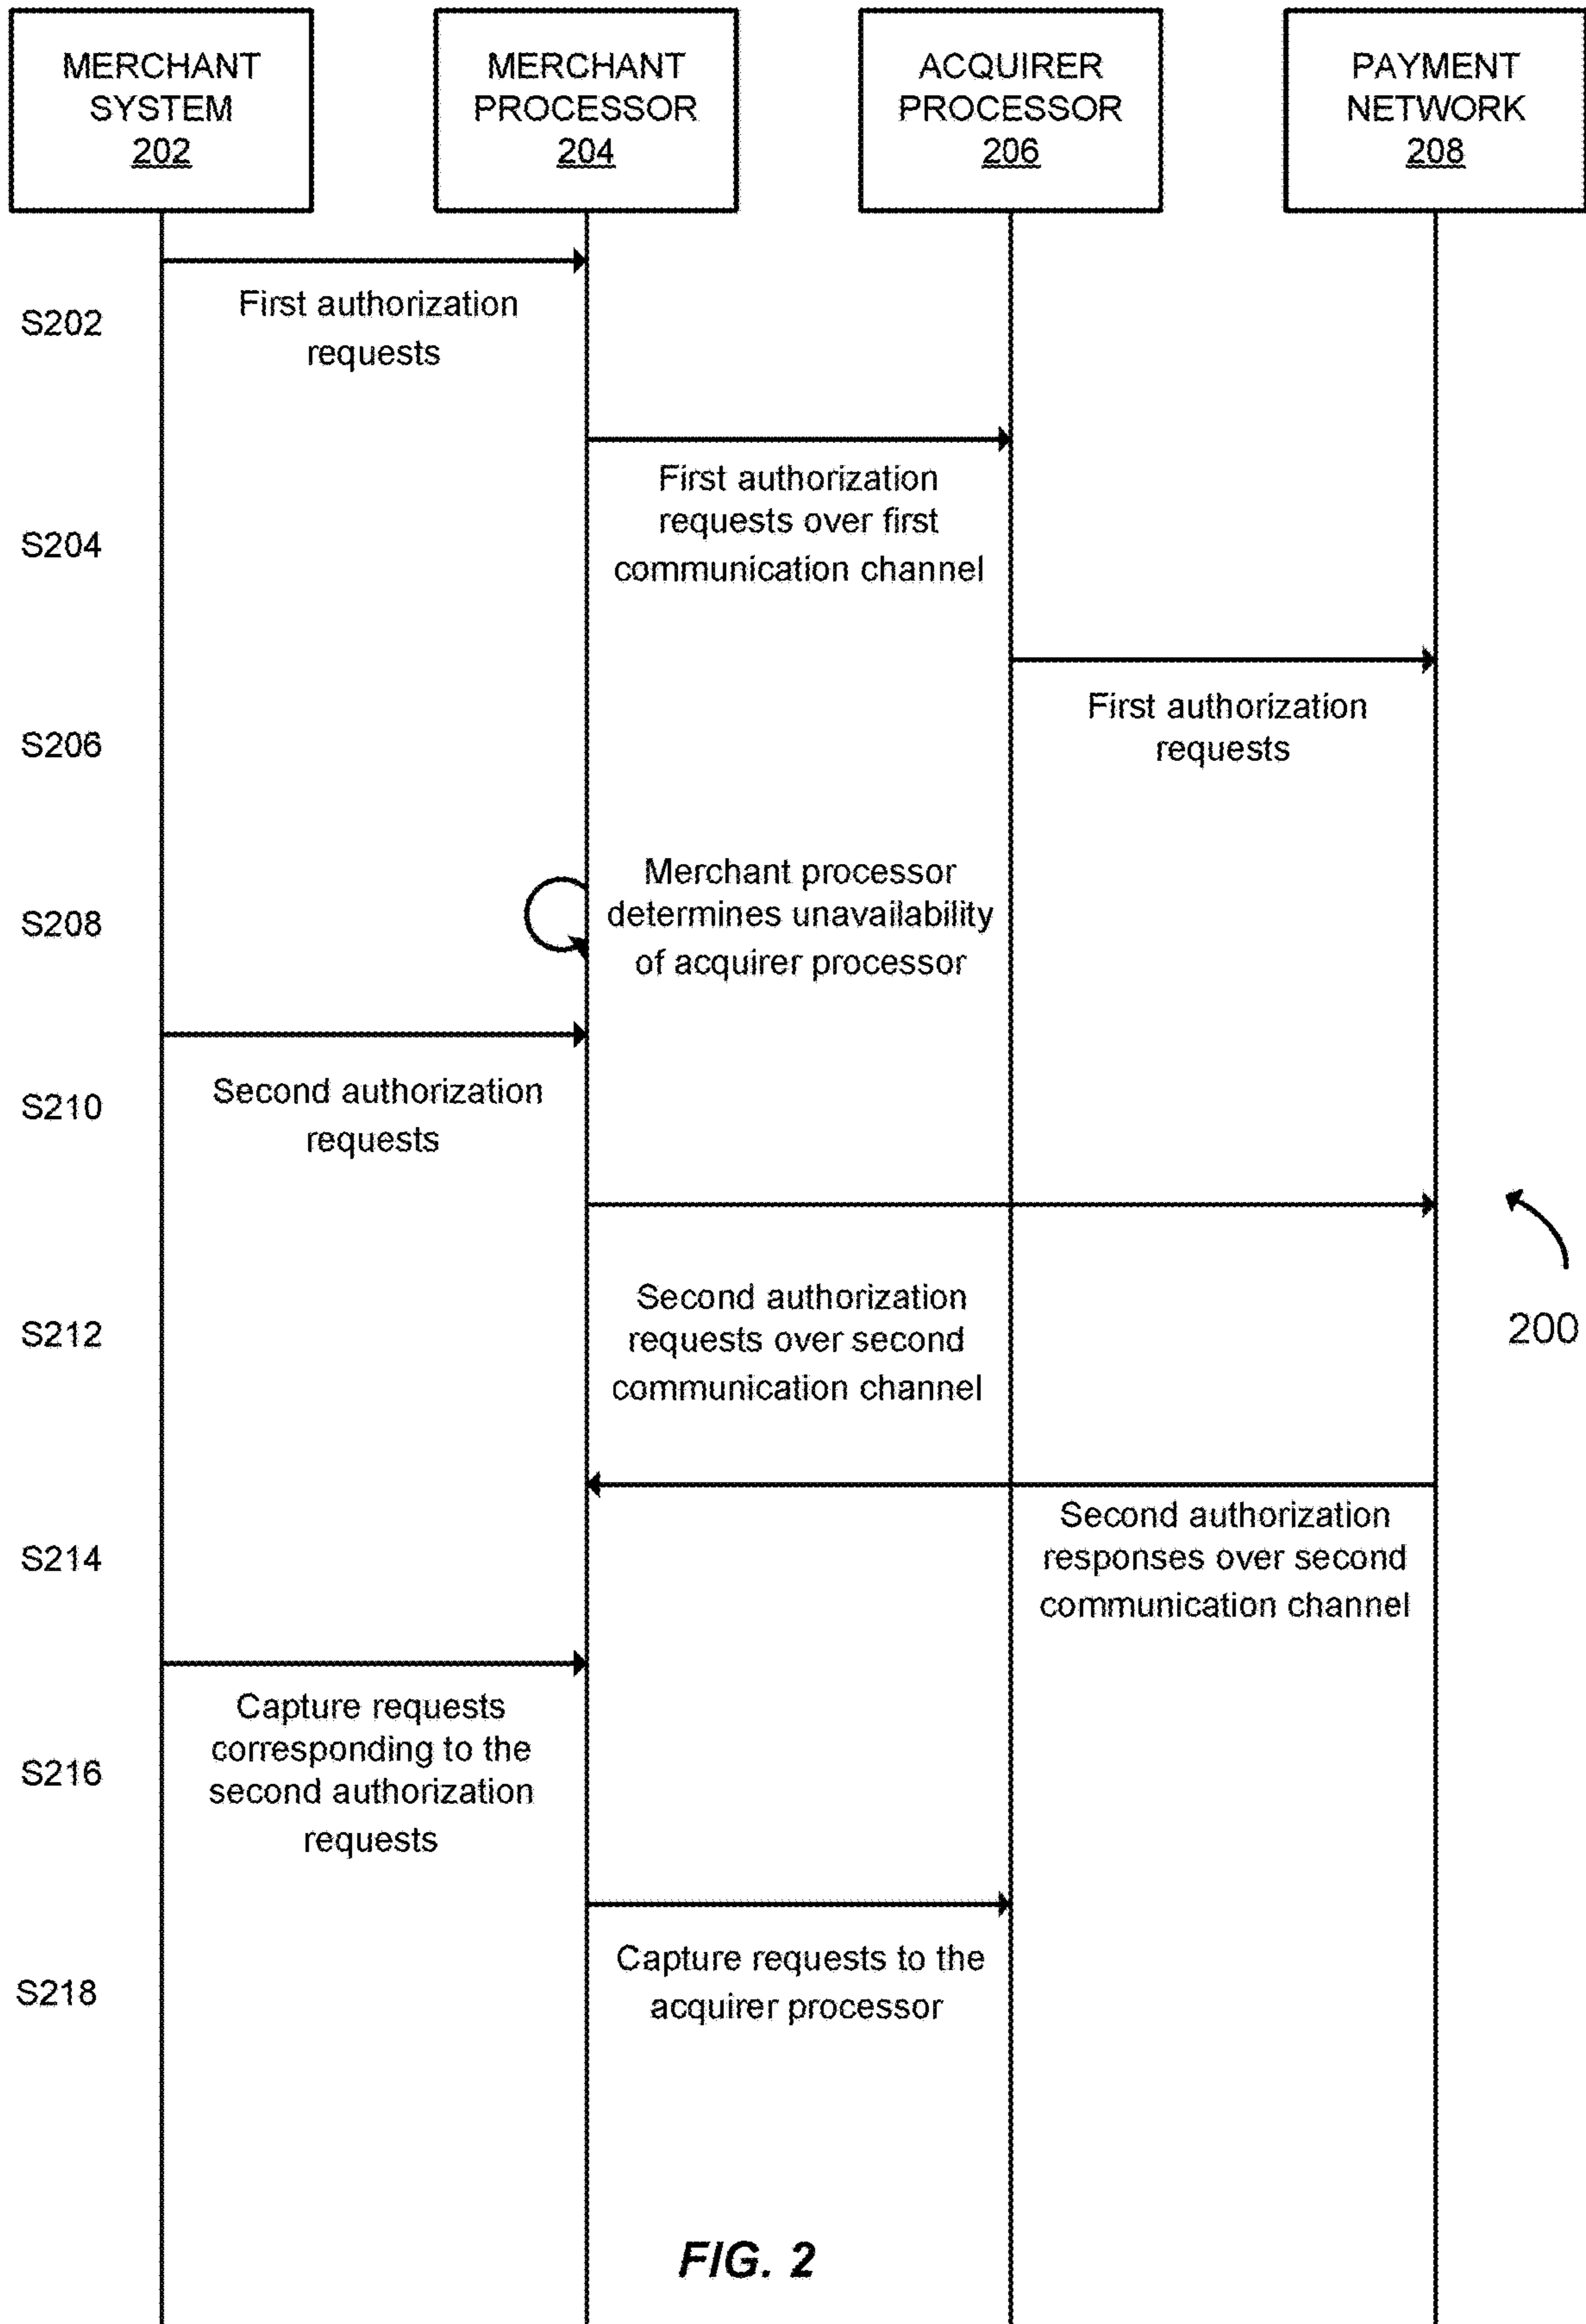 MERCHANT
SYSTEM
202
MERCHANT
PROCESSOR
204
ACQUIRER
PROCESSOR
206
PAYMENT
NETWORK
208
S202
First authorization
requests
S204
First authorization
requests over first
communication channel
S206
First authorization
requests
S208
Merchant processor
determines unavailability
of acquirer processor
S210
Second authorization
requests
S212
Second authorization
requests over second
communication channel
200
S214
Second authorization
responses over second
communication channel
S216
Capture requests
corresponding to the
second authorization
requests
S218
Capture requests to the
acquirer processor
FIG. 2